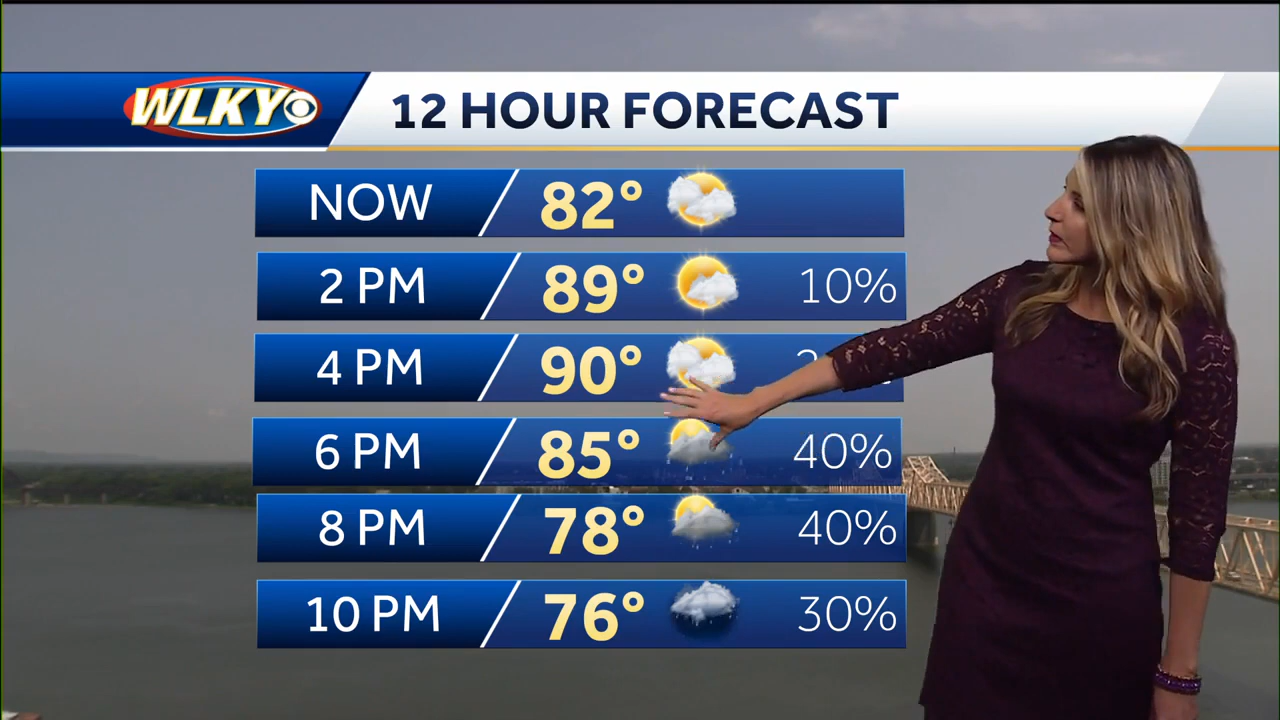 WLKY
12 HOUR FORECAST
NOW 82°
2 PM 89° 10%
4 PM 90°
6 PM 85° 40%
8 PM 78° 40%
10 PM 76° 30%